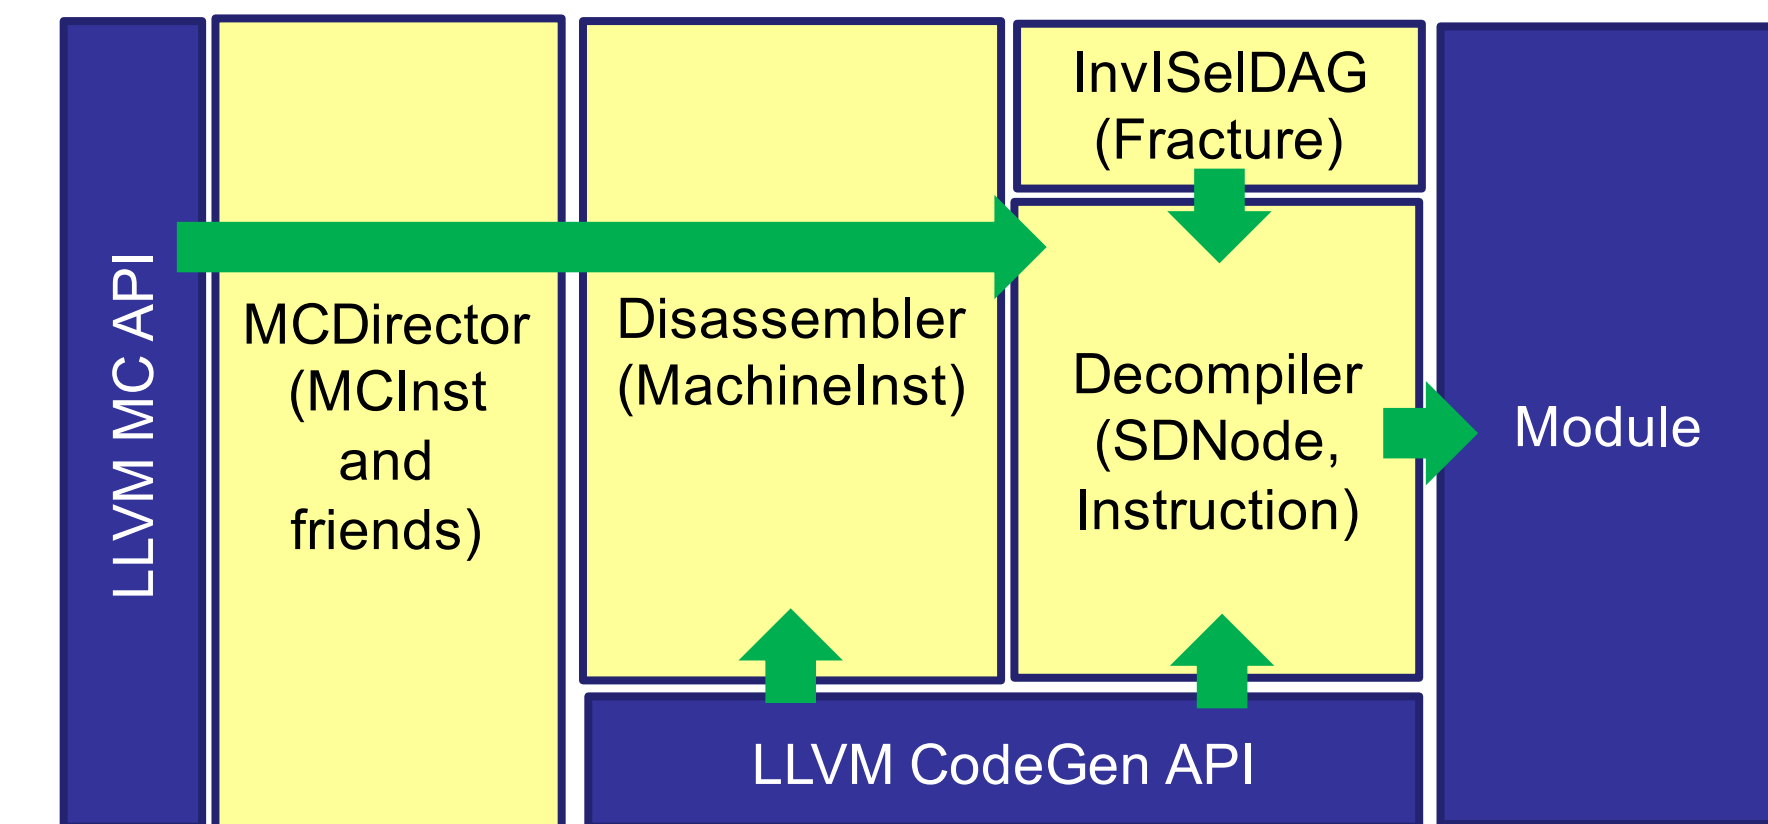 LLVM MC API
MCDirector
(MCInst
and
friends)
Disassembler
(MachineInst)
InvISelDAG
(Fracture)
Decompiler
(SDNode,
Instruction)
Module
LLVM CodeGen API